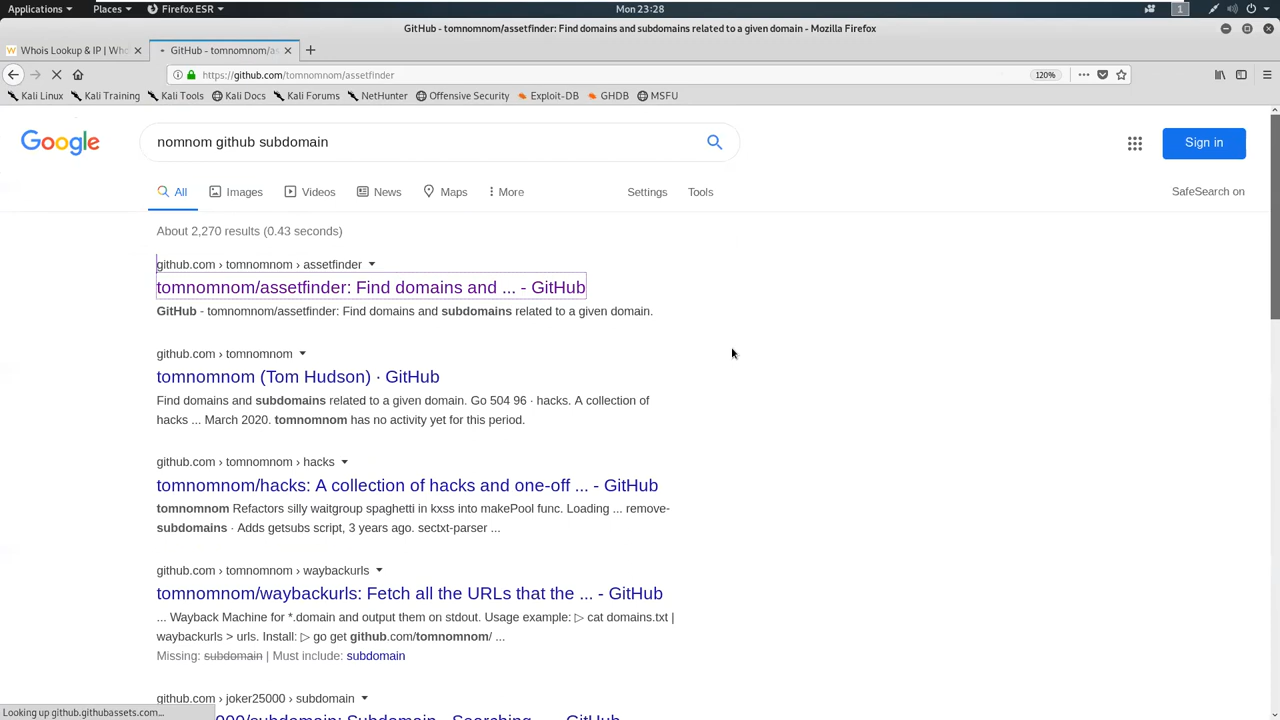 Applications Places Firefox ESR Mon 23:28 1
GitHub - tomnomnom/assetfinder: Find domains and subdomains related to a given domain - Mozilla Firefox
Whois Lookup & IP | Who GitHub - tomnomnom/as
https://github.com/tomnomnom/assetfinder 120%
Kali Linux Kali Training Kali Tools Kali Docs Kali Forums NetHunter Offensive Security Exploit-DB GHDB MSFU
Google nomnom github subdomain Sign in
All Images Videos News Maps More Settings Tools SafeSearch on
About 2,270 results (0.43 seconds)
github.com › tomnomnom › assetfinder
tomnomnom/assetfinder: Find domains and ... - GitHub
GitHub - tomnomnom/assetfinder: Find domains and subdomains related to a given domain.
github.com › tomnomnom
tomnomnom (Tom Hudson) · GitHub
Find domains and subdomains related to a given domain. Go 504 96 · hacks. A collection of
hacks ... March 2020. tomnomnom has no activity yet for this period.
github.com › tomnomnom › hacks
tomnomnom/hacks: A collection of hacks and one-off ... - GitHub
tomnomnom Refactors silly waitgroup spaghetti in kxss into makePool func. Loading ... remove-
subdomains · Adds getsubs script, 3 years ago. sectxt-parser ...
github.com › tomnomnom › waybackurls
tomnomnom/waybackurls: Fetch all the URLs that the ... - GitHub
... Wayback Machine for *.domain and output them on stdout. Usage example: ▷ cat domains.txt |
waybackurls > urls. Install: ▷ go get github.com/tomnomnom/ ...
Missing: subdomain | Must include: subdomain
github.com › joker25000 › subdomain
000/subdomain: Subdomain - Searching ... - GitHub
Looking up github.githubassets.com...